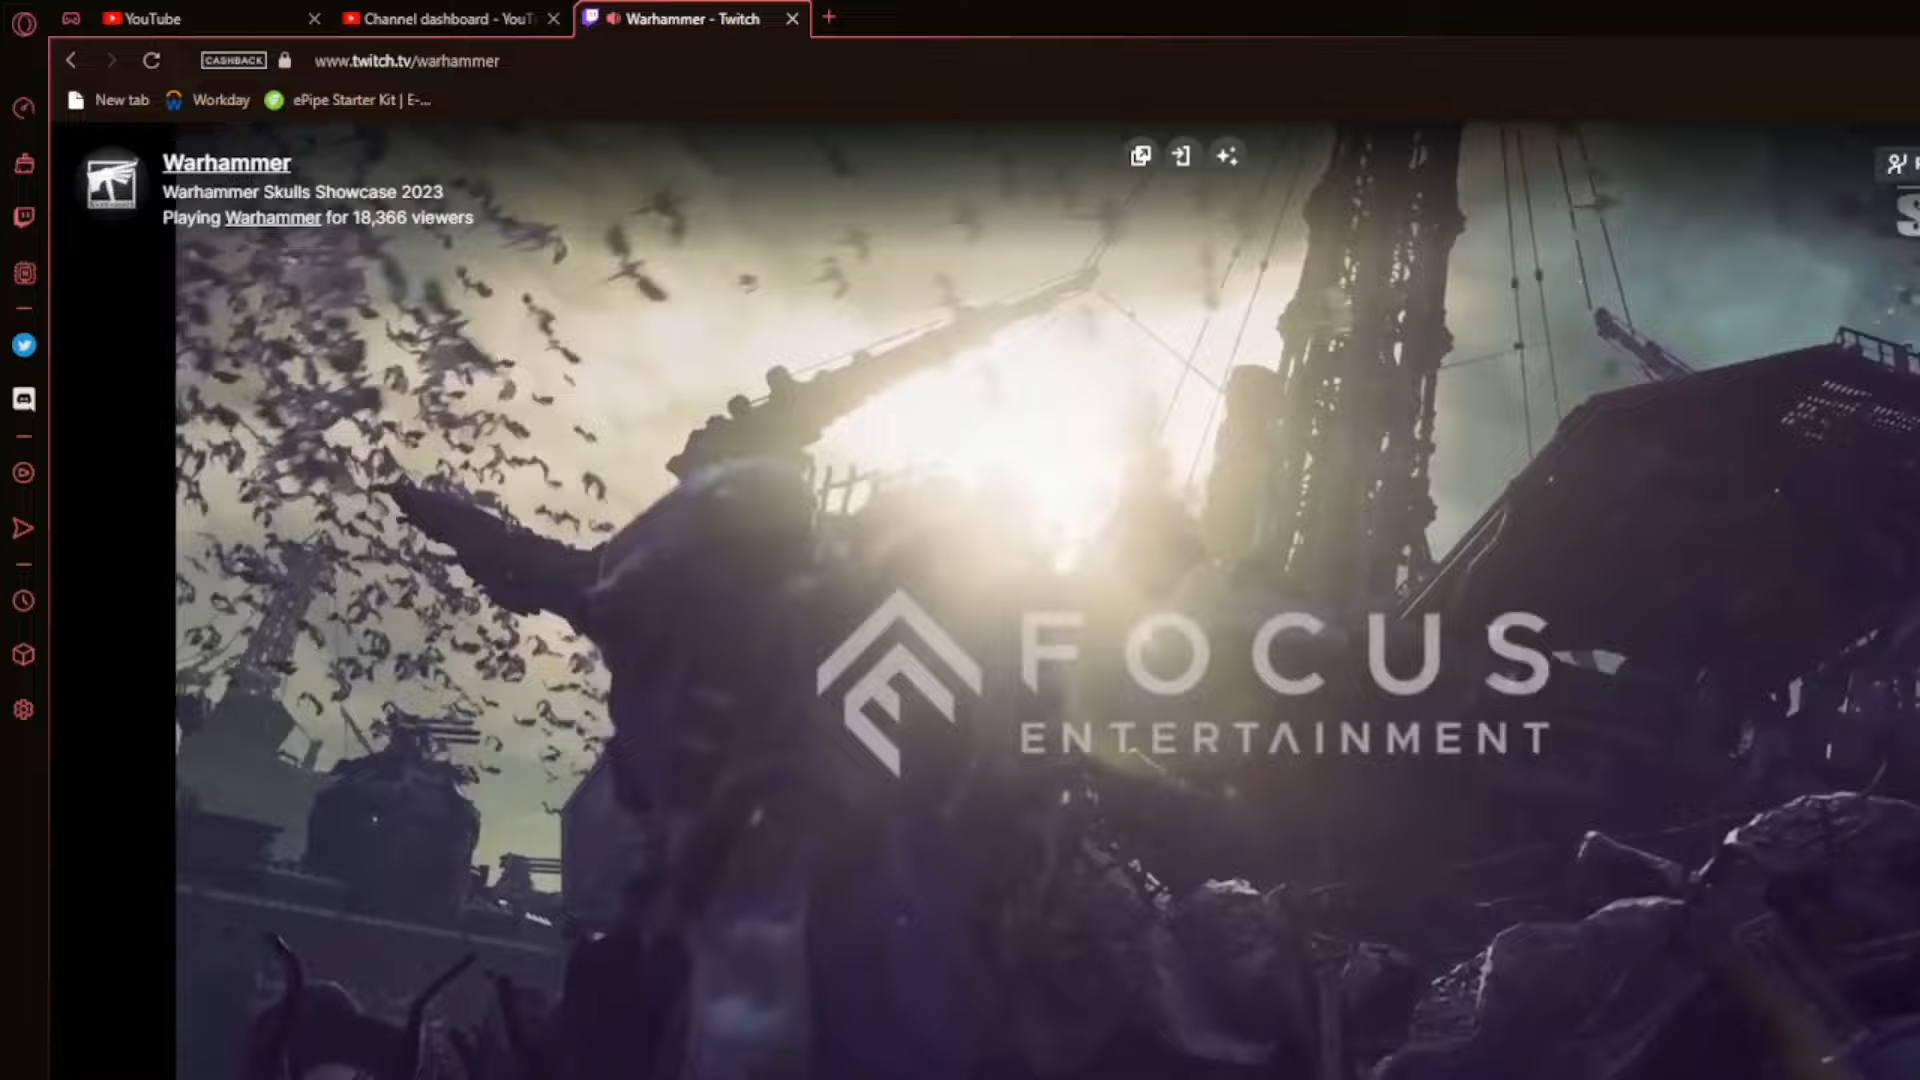 YouTube
Channel dashboard - YouT
Warhammer - Twitch
CASHBACK
www.twitch.tv/warhammer
New tab
Workday
ePipe Starter Kit | E-...
Warhammer
Warhammer Skulls Showcase 2023
Playing Warhammer for 18,366 viewers
FOCUS
ENTERTAINMENT